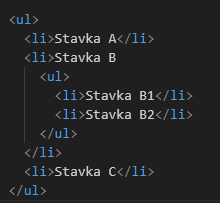 <ul>
<li>Stavka A</li>
<li>Stavka B
<ul>
<li>Stavka B1</li>
<li>Stavka B2</li>
</ul>
</li>
<li>Stavka C</li>
</ul>